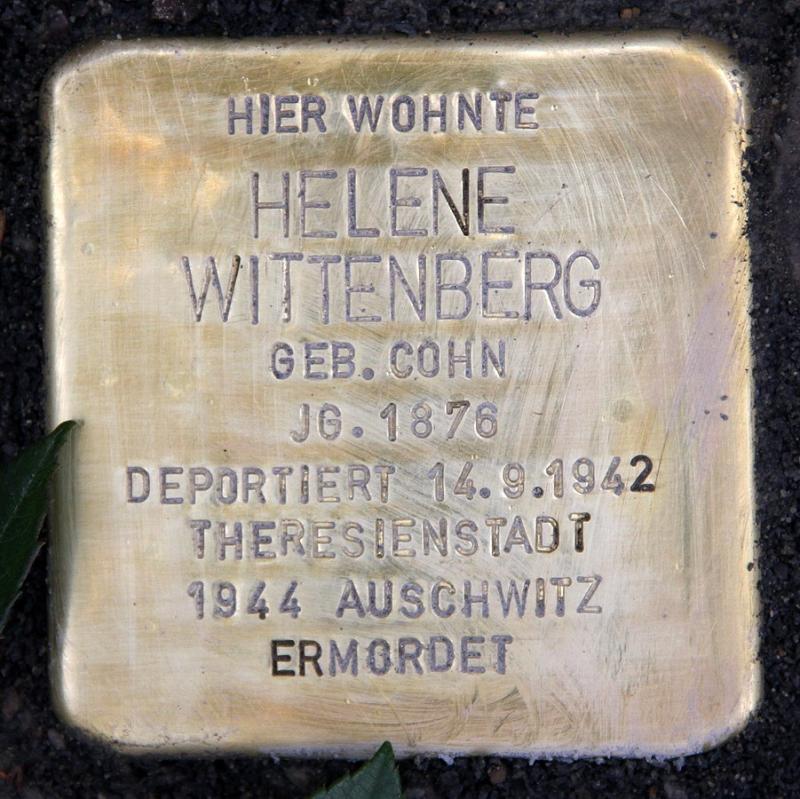 HIER WOHNTE
HELENE
WITTENBERG
GEB. COHN
JG. 1876
DEPORTIERT 14.9.1942
THERESIENSTADT
1944 AUSCHWITZ
ERMORDET